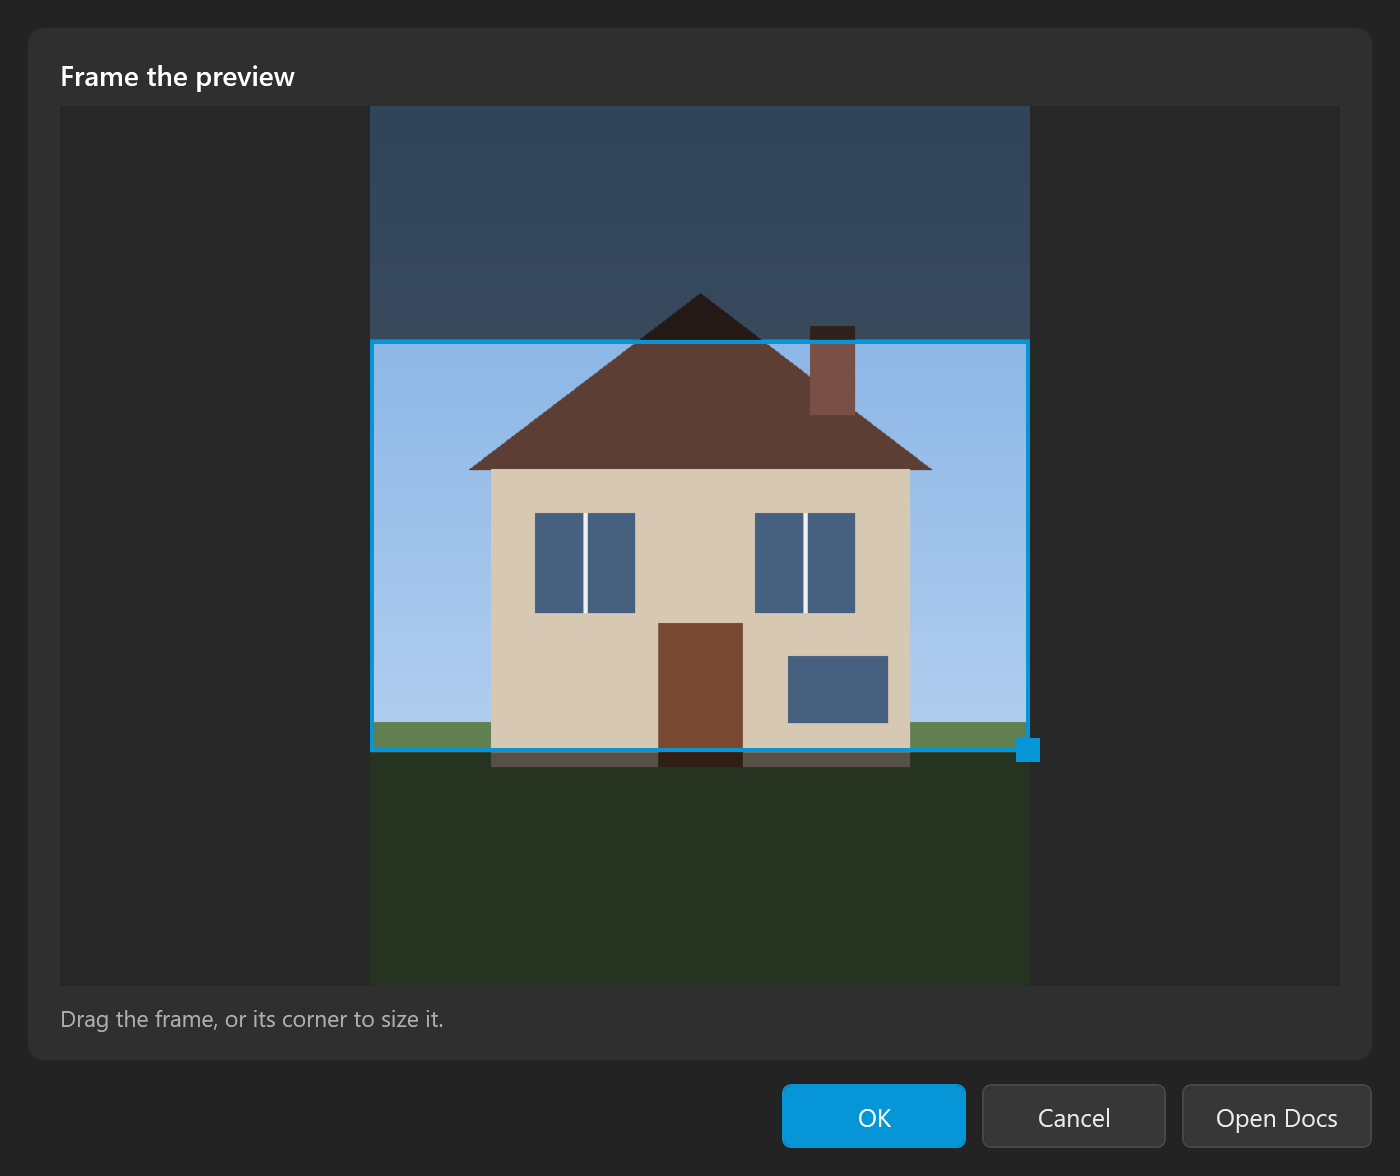 Frame the preview
Drag the frame, or its corner to size it.
OK
Cancel
Open Docs